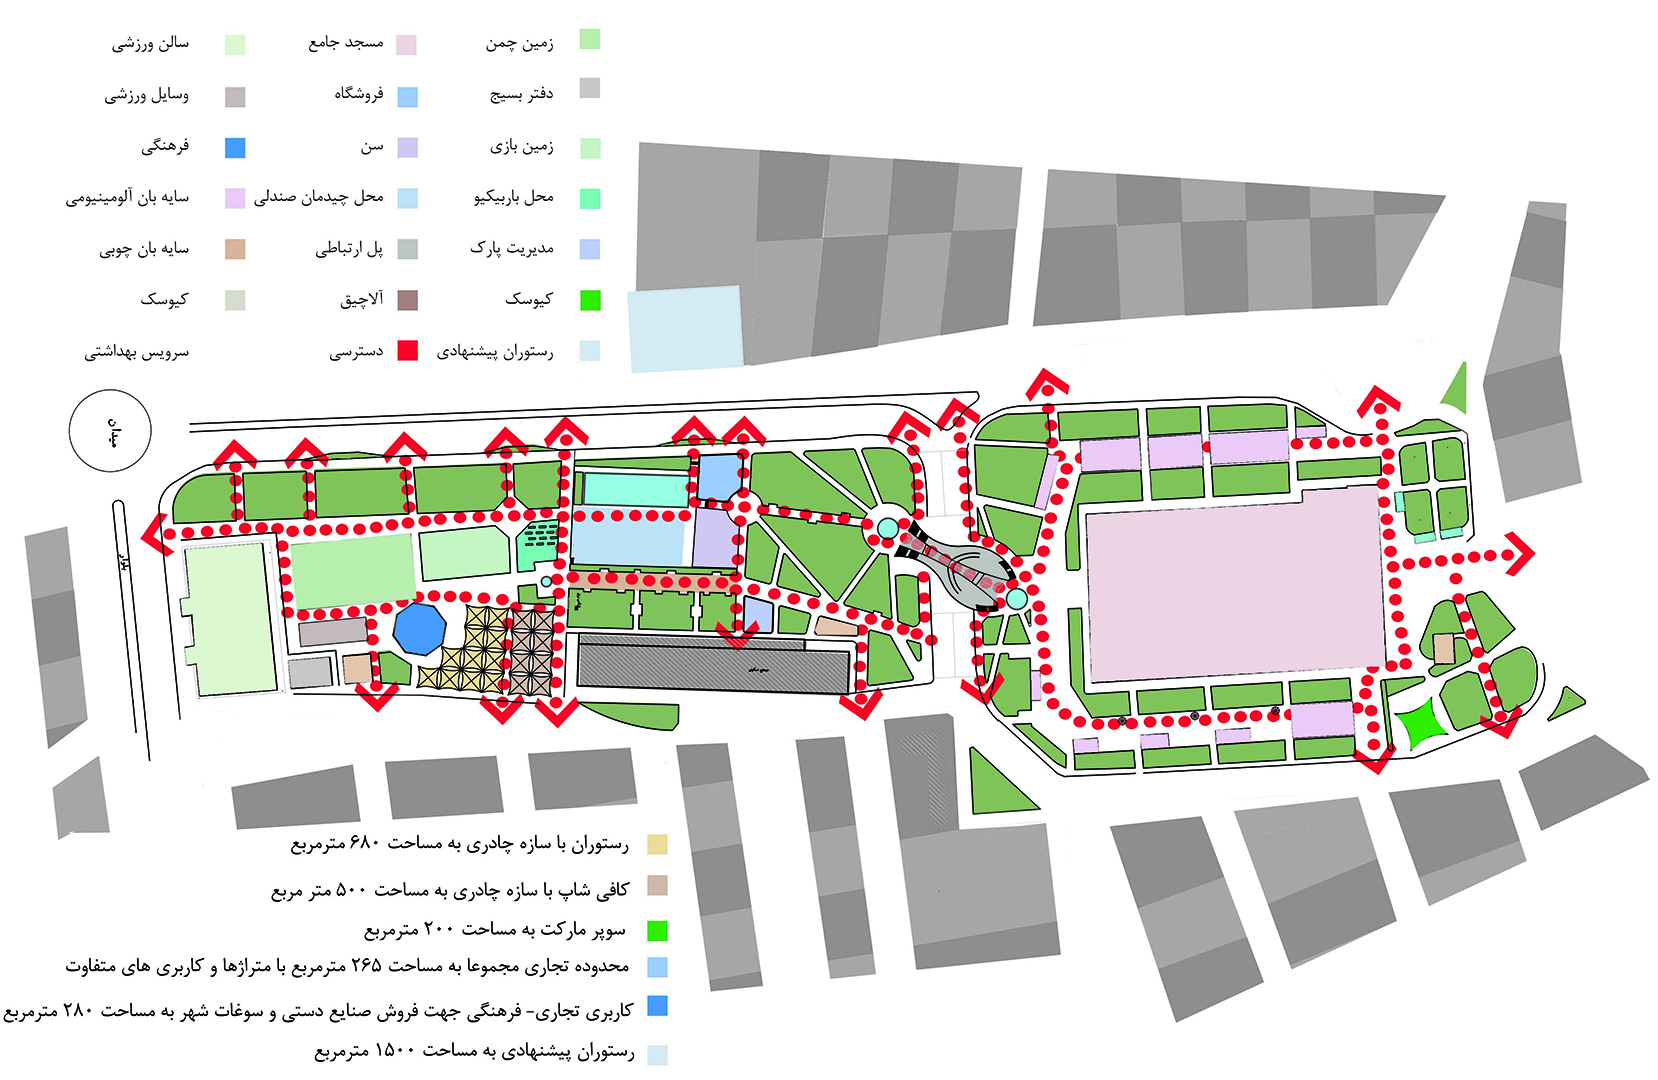 زمین چمن
مسجد جامع
سالن ورزشی
دفتر بسیج
فروشگاه
وسایل ورزشی
زمین بازی
سن
فرهنگی
محل باربیکیو
محل چیدمان صندلی
سایه بان آلومینیومی
مدیریت پارک
پل ارتباطی
سایه بان چوبی
کیوسک
آلاچیق
کیوسک
رستوران پیشنهادی
دسترسی
سرویس بهداشتی
میدان
بلوار
رستوران با سازه چادری به مساحت ۶۸۰ مترمربع
کافی شاپ با سازه چادری به مساحت ۵۰۰ متر مربع
سوپر مارکت به مساحت ۲۰۰ مترمربع
محدوده تجاری مجموعا به مساحت ۲۶۵ مترمربع با متراژها و کاربری های متفاوت
کاربری تجاری- فرهنگی جهت فروش صنایع دستی و سوغات شهر به مساحت ۲۸۰ مترمربع
رستوران پیشنهادی به مساحت ۱۵۰۰ مترمربع